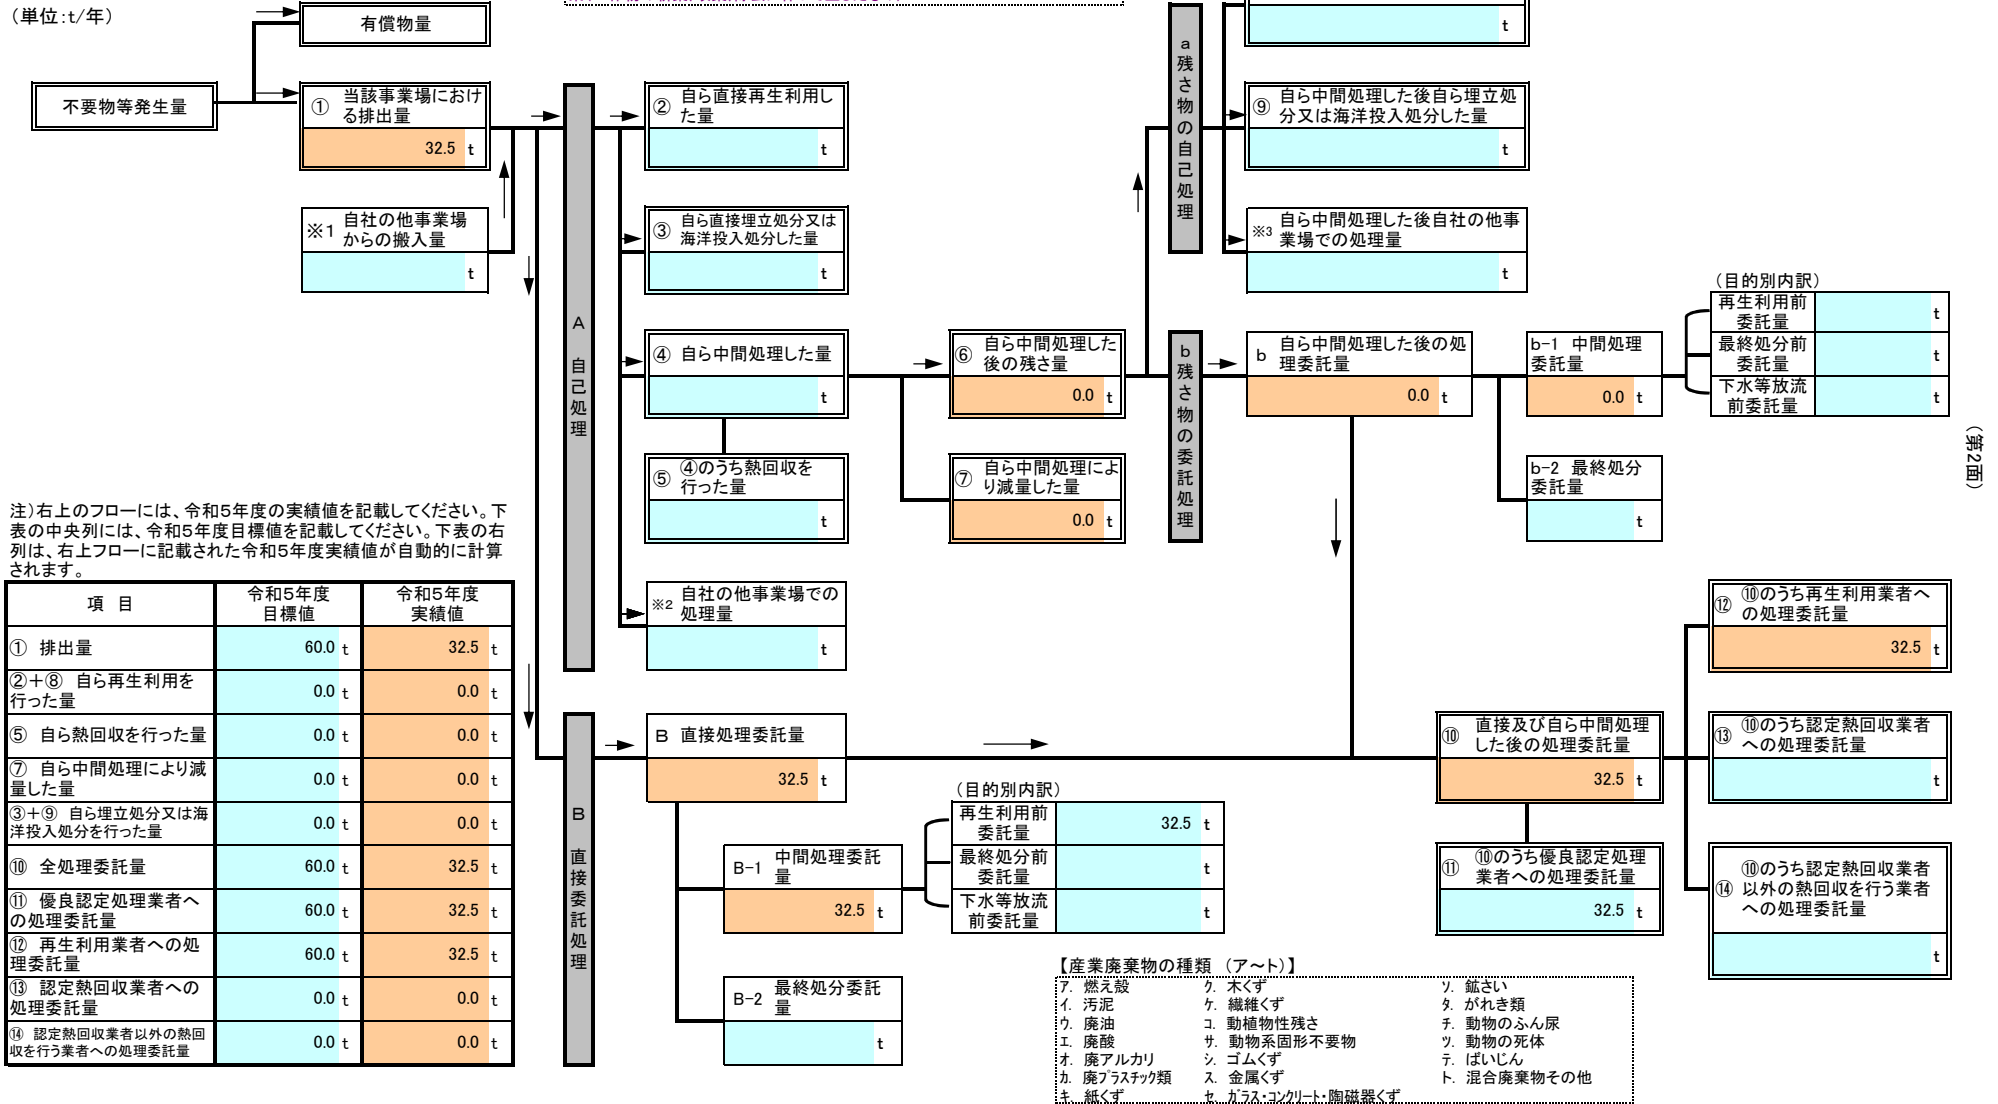 （単位:t/年）
有償物量
不要物等発生量
① 当該事業場におけ
る排出量
32.5 t
※1 自社の他事業場
からの搬入量
t
A 自己処理
② 自ら直接再生利用し
た量
t
③ 自ら直接埋立処分又は
海洋投入処分した量
t
④ 自ら中間処理した量
t
⑤ ④のうち熱回収を
行った量
t
※2 自社の他事業場での
処理量
t
⑥ 自ら中間処理した
後の残さ量
0.0 t
⑦ 自ら中間処理によ
り減量した量
0.0 t
a 残さ物の自己処理
t
⑨ 自ら中間処理した後自ら埋立処
分又は海洋投入処分した量
t
※3 自ら中間処理した後自社の他事
業場での処理量
t
b 残さ物の委託処理
b 自ら中間処理した後の処
理委託量
0.0 t
b-1 中間処理
委託量
0.0 t
（目的別内訳）
再生利用前
委託量
t
最終処分前
委託量
t
下水等放流
前委託量
t
b-2 最終処分
委託量
t
（第2面）
注）右上のフローには、令和5年度の実績値を記載してください。下
表の中央列には、令和5年度目標値を記載してください。下表の右
列は、右上フローに記載された令和5年度実績値が自動的に計算
されます。
項 目 令和5年度
目標値 令和5年度
実績値
① 排出量 60.0 t 32.5 t
②＋⑧ 自ら再生利用を
行った量 0.0 t 0.0 t
⑤ 自ら熱回収を行った量 0.0 t 0.0 t
⑦ 自ら中間処理により減
量した量 0.0 t 0.0 t
③＋⑨ 自ら埋立処分又は海
洋投入処分を行った量 0.0 t 0.0 t
⑩ 全処理委託量 60.0 t 32.5 t
⑪ 優良認定処理業者へ
の処理委託量 60.0 t 32.5 t
⑫ 再生利用業者への処
理委託量 60.0 t 32.5 t
⑬ 認定熱回収業者への
処理委託量 0.0 t 0.0 t
⑭ 認定熱回収業者以外の熱回
収を行う業者への処理委託量 0.0 t 0.0 t
B 直接委託処理
B 直接処理委託量
32.5 t
B-1 中間処理委託
量
32.5 t
（目的別内訳）
再生利用前
委託量
32.5 t
最終処分前
委託量
t
下水等放流
前委託量
t
B-2 最終処分委託
量
t
⑩ 直接及び自ら中間処理
した後の処理委託量
32.5 t
⑪ ⑩のうち優良認定処理
業者への処理委託量
32.5 t
⑫ ⑩のうち再生利用業者へ
の処理委託量
32.5 t
⑬ ⑩のうち認定熱回収業者
への処理委託量
t
⑭ ⑩のうち認定熱回収業者
以外の熱回収を行う業者
への処理委託量
t
【産業廃棄物の種類 （ア～ト）】
ア. 燃え殻 ク. 木くず ソ. 鉱さい
イ. 汚泥 ケ. 繊維くず タ. がれき類
ウ. 廃油 コ. 動植物性残さ チ. 動物のふん尿
エ. 廃酸 サ. 動物系固形不要物 ツ. 動物の死体
オ. 廃アルカリ シ. ゴムくず テ. ばいじん
カ. 廃プラスチック類 ス. 金属くず ト. 混合廃棄物その他
キ. 紙くず セ. ガラス・コンクリート・陶磁器くず